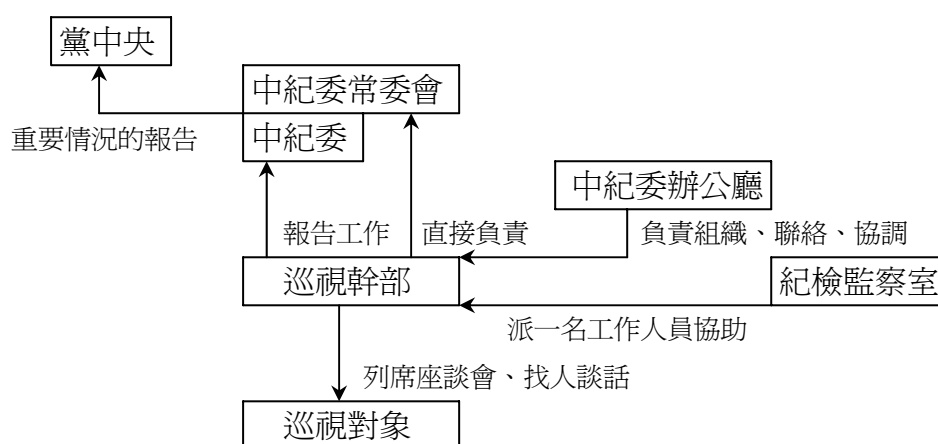 黨中央
中紀委常委會
重要情況的報告
中紀委
中紀委辦公廳
報告工作
直接負責
負責組織、聯絡、協調
巡視幹部
紀檢監察室
派一名工作人員協助
列席座談會、找人談話
巡視對象